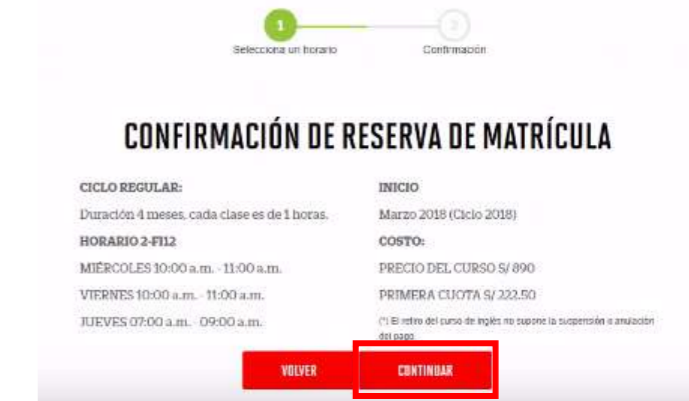 1
2
Selecciona un horario
Confirmación
CONFIRMACIÓN DE RESERVA DE MATRÍCULA
CICLO REGULAR:
Duración 4 meses, cada clase es de 1 horas.
HORARIO 2-FI12
MIÉRCOLES 10:00 a.m. - 11:00 a.m.
VIERNES 10:00 a.m. - 11:00 a.m.
JUEVES 07:00 a.m. - 09:00 a.m.
INICIO
Marzo 2018 (Ciclo 2018)
COSTO:
PRECIO DEL CURSO S/ 890
PRIMERA CUOTA S/ 222.50
(*) El retiro del curso de inglés no supone la suspensión o anulación
del pago
VOLVER
CONTINUAR